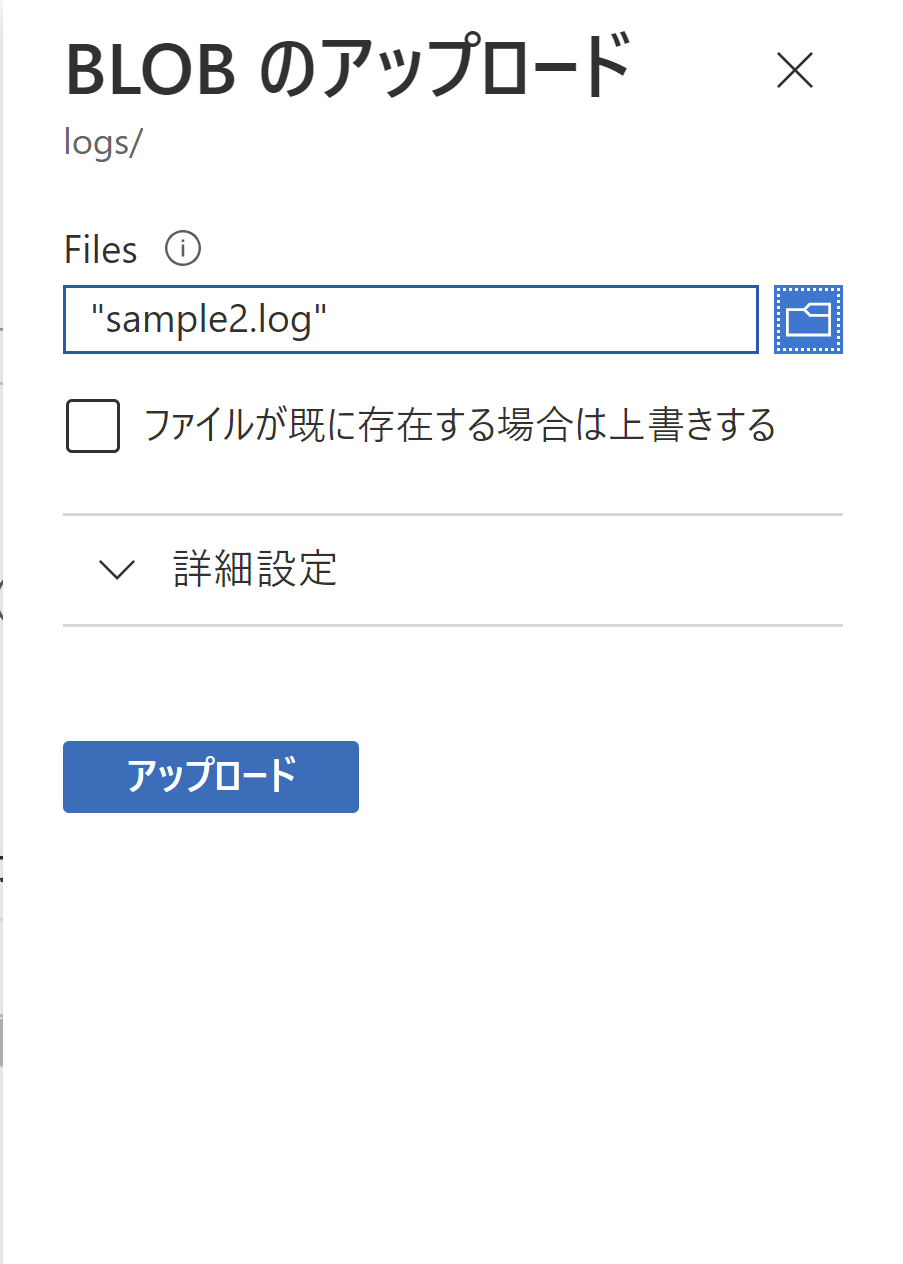 BLOB のアップロード
logs/
Files
"sample2.log"
ファイルが既に存在する場合は上書きする
詳細設定
アップロード